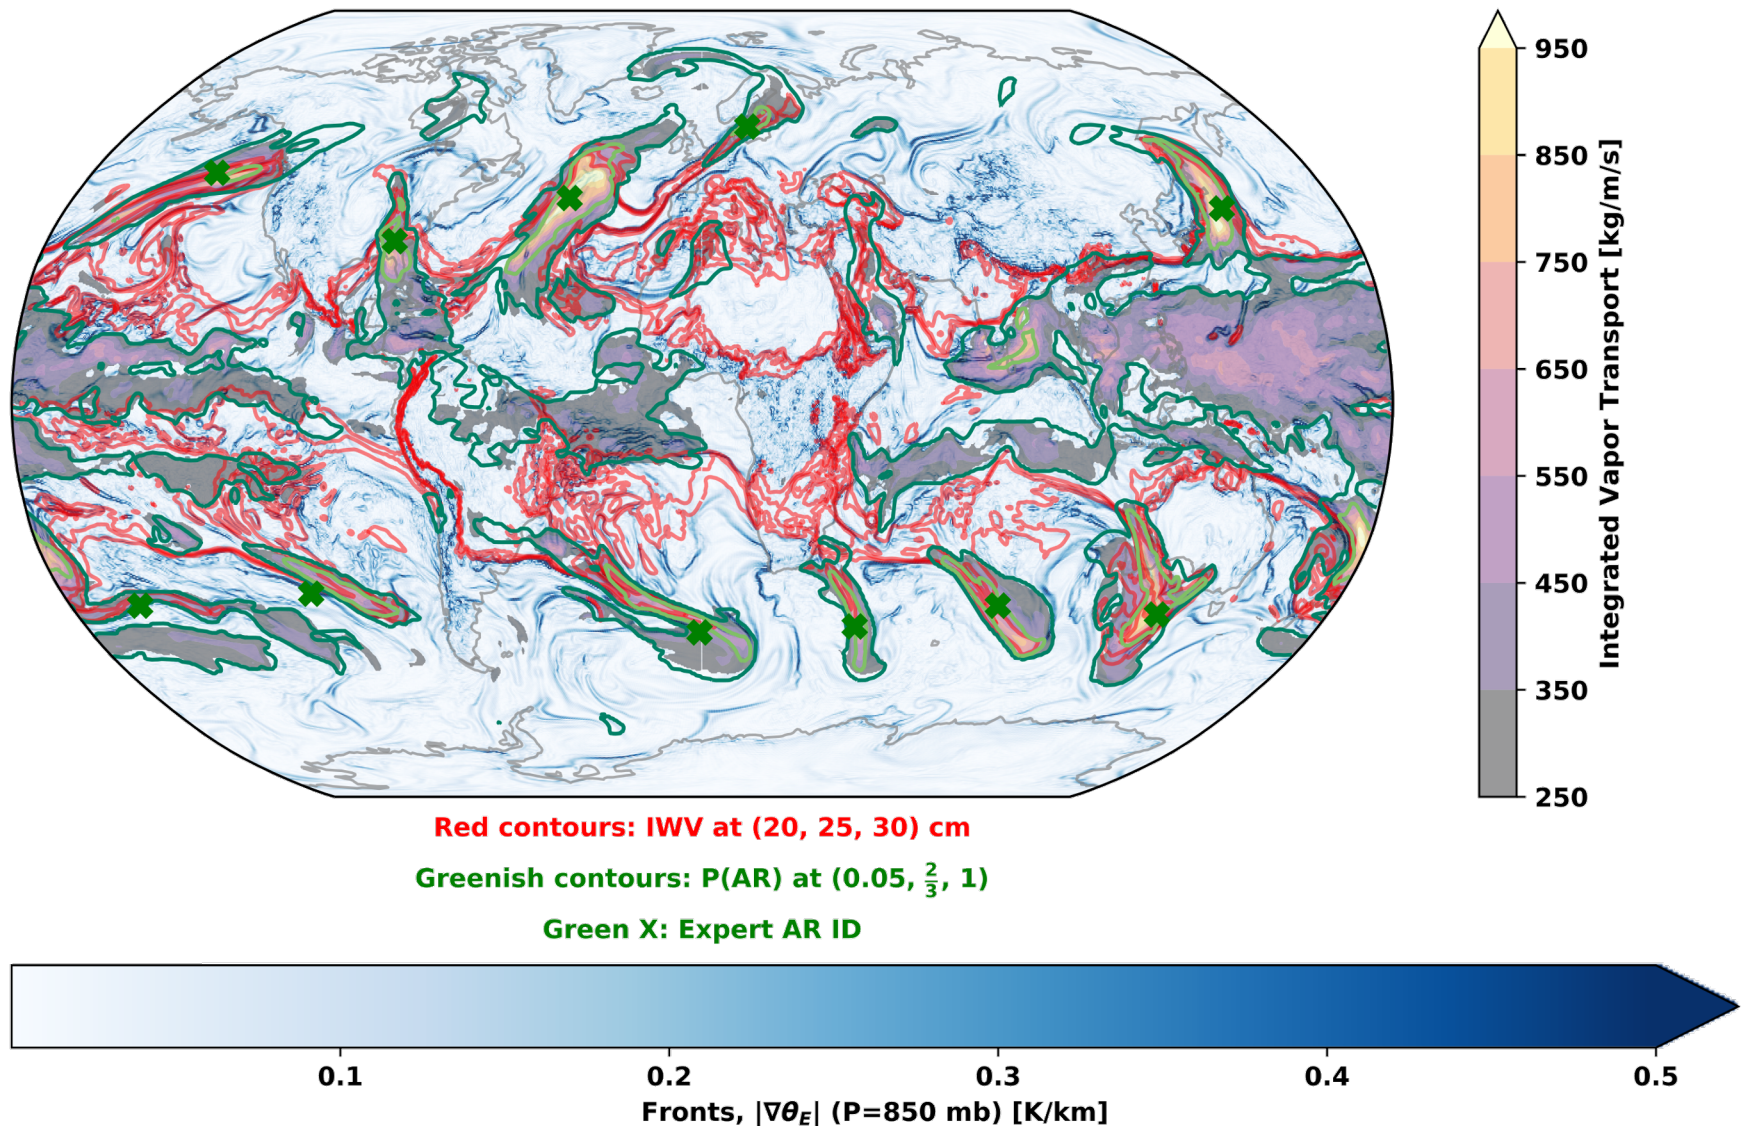 950
850
750
650
550
450
350
250
Integrated Vapor Transport [kg/m/s]
Red contours: IWV at (20, 25, 30) cm
Greenish contours: P(AR) at (0.05, 2/3, 1)
Green X: Expert AR ID
0.1 0.2 0.3 0.4 0.5
Fronts, |∇θ_E| (P=850 mb) [K/km]